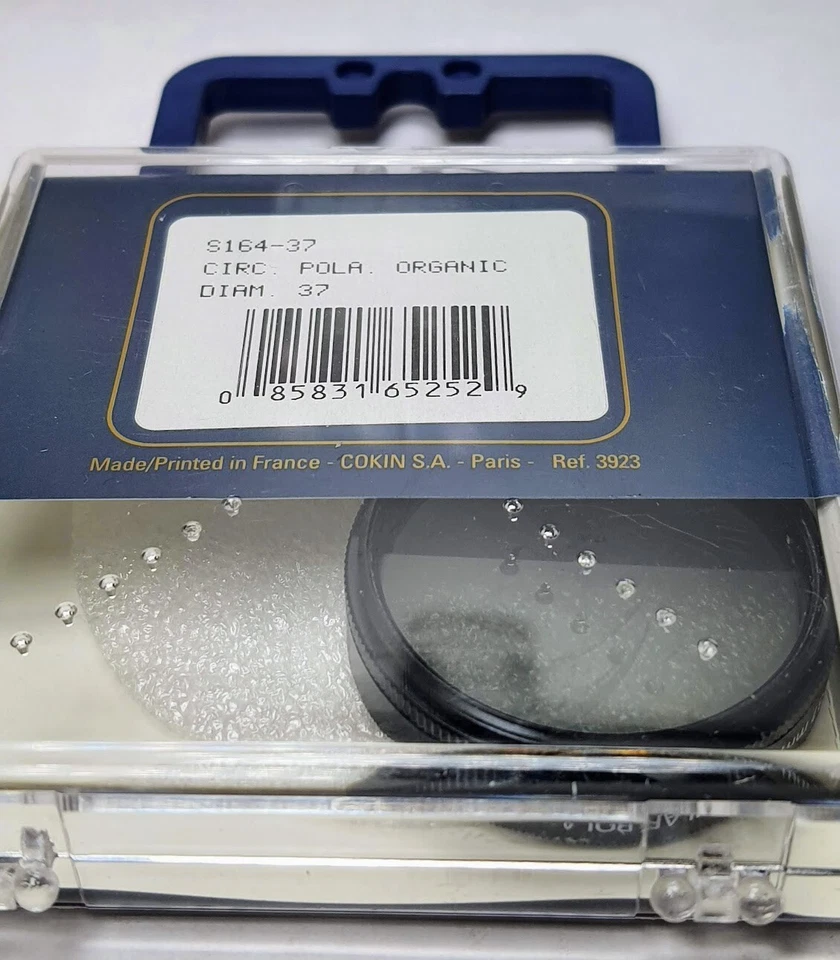 S164-37
CIRC. POLA. ORGANIC
DIAM. 37
0 85831 65252 9
Made/Printed in France - COKIN S.A. - Paris - Ref. 3923